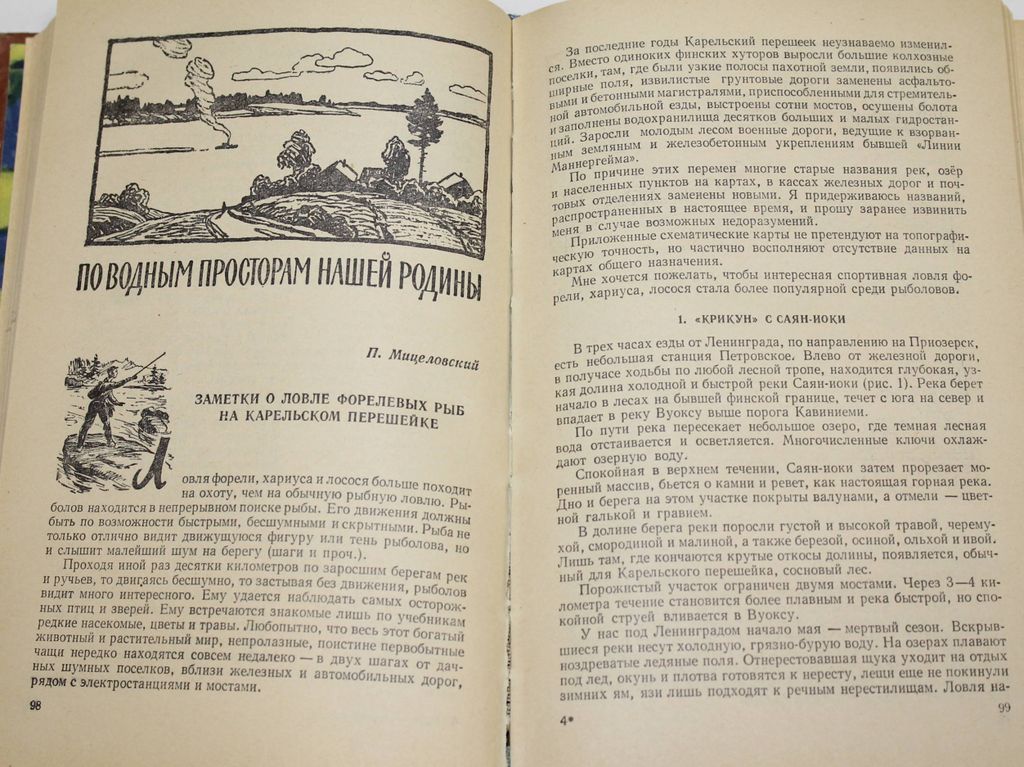 ПО ВОДНЫМ ПРОСТОРАМ НАШЕЙ РОДИНЫ
П. Мицеловский
ЗАМЕТКИ О ЛОВЛЕ ФОРЕЛЕВЫХ РЫБ
НА КАРЕЛЬСКОМ ПЕРЕШЕЙКЕ
Ловля форели, хариуса и лосося больше походит
на охоту, чем на обычную рыбную ловлю. Ры-
болов находится в непрерывном поиске рыбы. Его движения должны
быть по возможности быстрыми, бесшумными и скрытными. Рыба не
только отлично видит движущуюся фигуру или тень рыболова, но
и слышит малейший шум на берегу (шаги и проч.).
Проходя иной раз десятки километров по заросшим берегам рек
и ручьев, то двигаясь бесшумно, то застывая без движения, рыболов
видит много интересного. Ему удается наблюдать самых осторож-
ных птиц и зверей. Ему встречаются знакомые лишь по учебникам
редкие насекомые, цветы и травы. Любопытно, что весь этот богатый
животный и растительный мир, непролазные, поистине первобытные
чащи нередко находятся совсем недалеко — в двух шагах от дач-
ных шумных поселков, вблизи железных и автомобильных дорог,
рядом с электростанциями и мостами.
98
За последние годы Карельский перешеек неузнаваемо изменил-
ся. Вместо одиноких финских хуторов выросли большие колхозные
поселки, там, где были узкие полосы пахотной земли, появились об-
ширные поля, извилистые грунтовые дороги заменены асфальто-
выми и бетонными магистралями, приспособленными для стремитель-
ной автомобильной езды, выстроены сотни мостов, осушены болота
и заполнены водохранилища десятков больших и малых гидростан-
ций. Заросли молодым лесом военные дороги, ведущие к взорван-
ным земляным и железобетонным укреплениям бывшей «Линии
Маннергейма».
По причине этих перемен многие старые названия рек, озёр
и населенных пунктов на картах, в кассах железных дорог и поч-
товых отделениях заменены новыми. Я придерживаюсь названий,
распространенных в настоящее время, и прошу заранее извинить
меня в случае возможных недоразумений.
Приложенные схематические карты не претендуют на топографи-
ческую точность, но частично восполняют отсутствие данных на
картах общего назначения.
Мне хочется пожелать, чтобы интересная спортивная ловля фо-
рели, хариуса, лосося стала более популярной среди рыболовов.
1. «КРИКУН» С САЯН-ИОКИ
В трех часах езды от Ленинграда, по направлению на Приозерск,
есть небольшая станция Петровское. Влево от железной дороги,
в получасе ходьбы по любой лесной тропе, находится глубокая, уз-
кая долина холодной и быстрой реки Саян-иоки (рис. 1). Река берет
начало в лесах на бывшей финской границе, течет с юга на север и
впадает в реку Вуоксу выше порога Кавиниеми.
По пути река пересекает небольшое озеро, где темная лесная
вода отстаивается и осветляется. Многочисленные ключи охлаж-
дают озерную воду.
Спокойная в верхнем течении, Саян-иоки затем прорезает мо-
ренный массив, бьется о камни и ревет, как настоящая горная река.
Дно и берега на этом участке покрыты валунами, а отмели — цвет-
ной галькой и гравием.
В долине берега реки поросли густой и высокой травой, черему-
хой, смородиной и малиной, а также березой, осиной, ольхой и ивой.
Лишь там, где кончаются крутые откосы долины, появляется, обыч-
ный для Карельского перешейка, сосновый лес.
Порожистый участок ограничен двумя мостами. Через 3—4 ки-
лометра течение становится более плавным и река быстрой, но спо-
койной струей вливается в Вуоксу.
У нас под Ленинградом начало мая — мертвый сезон. Вскрыв-
шиеся реки несут холодную, грязно-бурую воду. На озерах плавают
ноздреватые ледяные поля. Отнерестовавшая щука уходит на отдых
под лед, окунь и плотва готовятся к нересту, лещи еще не покинули
зимних ям, язи лишь подходят к речным нерестилищам. Ловля на-
4*
99